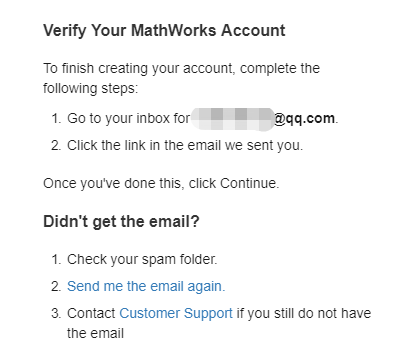 Verify Your MathWorks Account
To finish creating your account, complete the
following steps:
1. Go to your inbox for @qq.com.
2. Click the link in the email we sent you.
Once you've done this, click Continue.
Didn't get the email?
1. Check your spam folder.
2. Send me the email again.
3. Contact Customer Support if you still do not have
the email